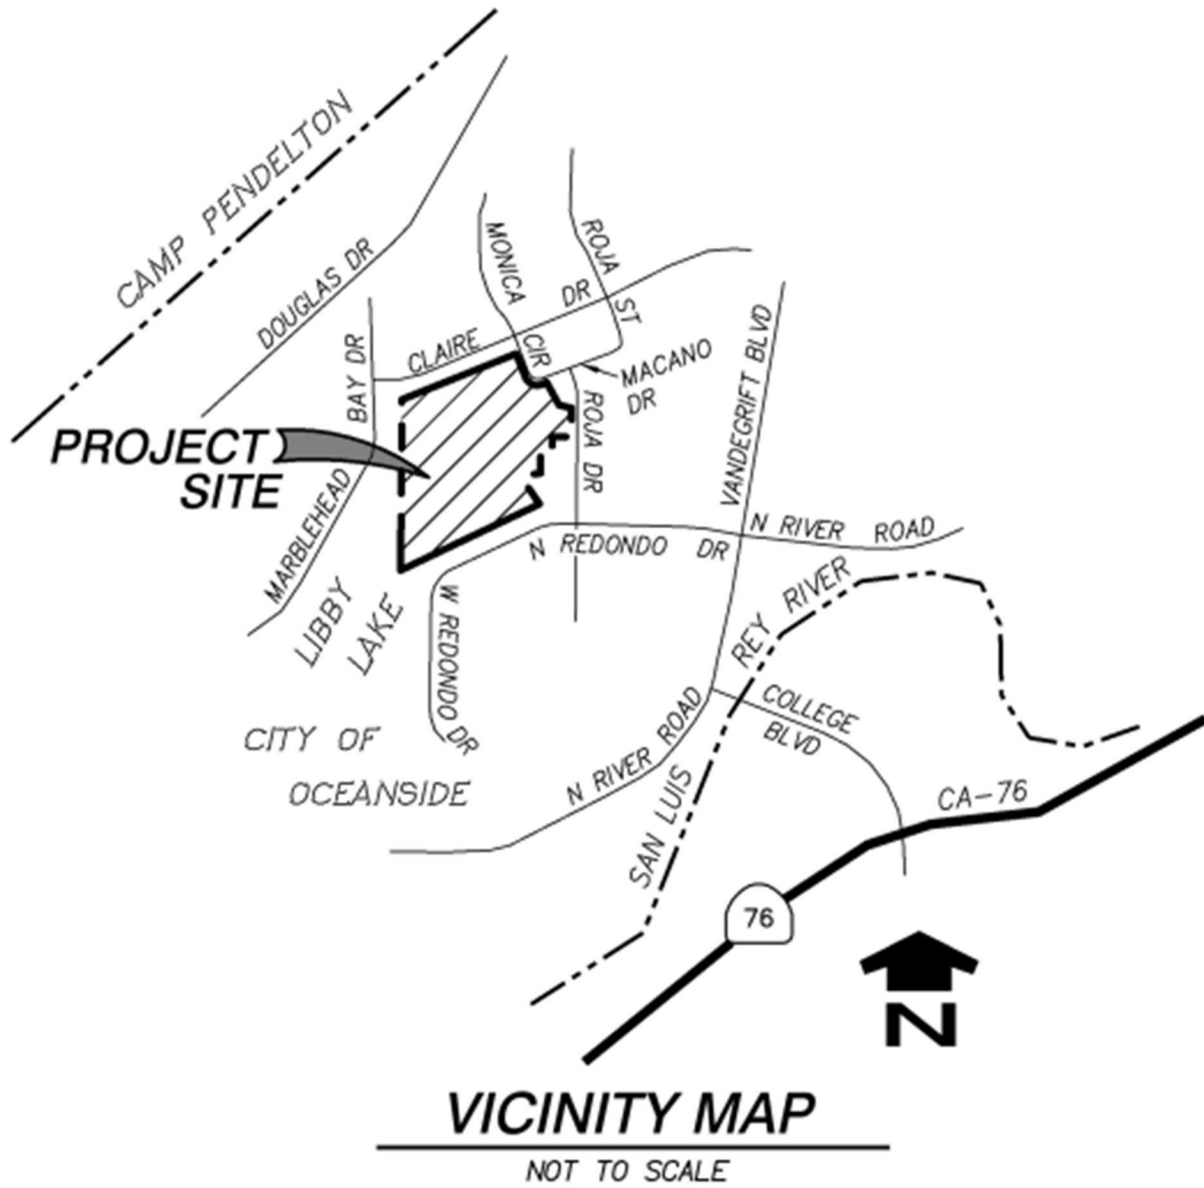 CAMP PENDELTON
DOUGLAS DR
MONICA
CIR
ROJA
ST
CLAIRE
DR
MACANO
DR
VANDEGRIFT BLVD
MARBLEHEAD
BAY DR
ROJA DR
PROJECT
SITE
N REDONDO DR
N RIVER ROAD
LIBBY
LAKE
W REDONDO DR
SAN LUIS
REY RIVER
CITY OF
OCEANSIDE
N RIVER ROAD
COLLEGE
BLVD
CA-76
76
N
VICINITY MAP
NOT TO SCALE